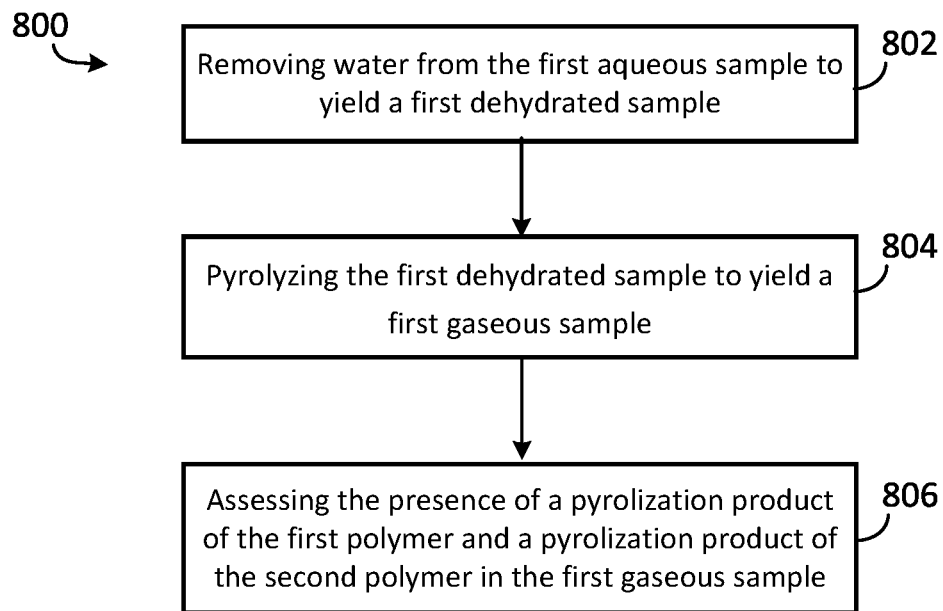 800
802
Removing water from the first aqueous sample to
yield a first dehydrated sample
804
Pyrolyzing the first dehydrated sample to yield a
first gaseous sample
806
Assessing the presence of a pyrolization product
of the first polymer and a pyrolization product of
the second polymer in the first gaseous sample